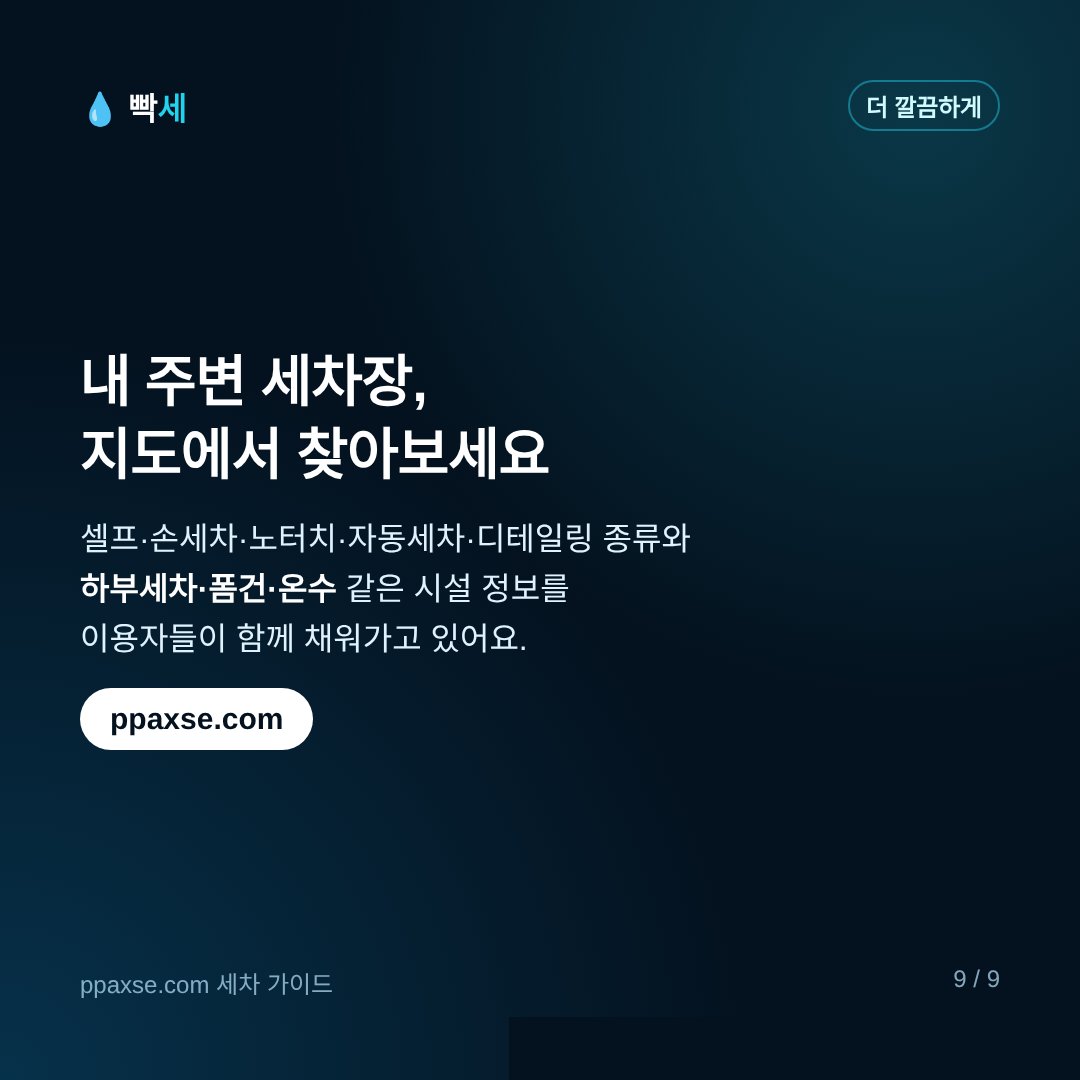 💧 빡세
더 깔끔하게
내 주변 세차장,
지도에서 찾아보세요
셀프·손세차·노터치·자동세차·디테일링 종류와
하부세차·폼건·온수 같은 시설 정보를
이용자들이 함께 채워가고 있어요.
ppaxse.com
ppaxse.com 세차 가이드
9 / 9